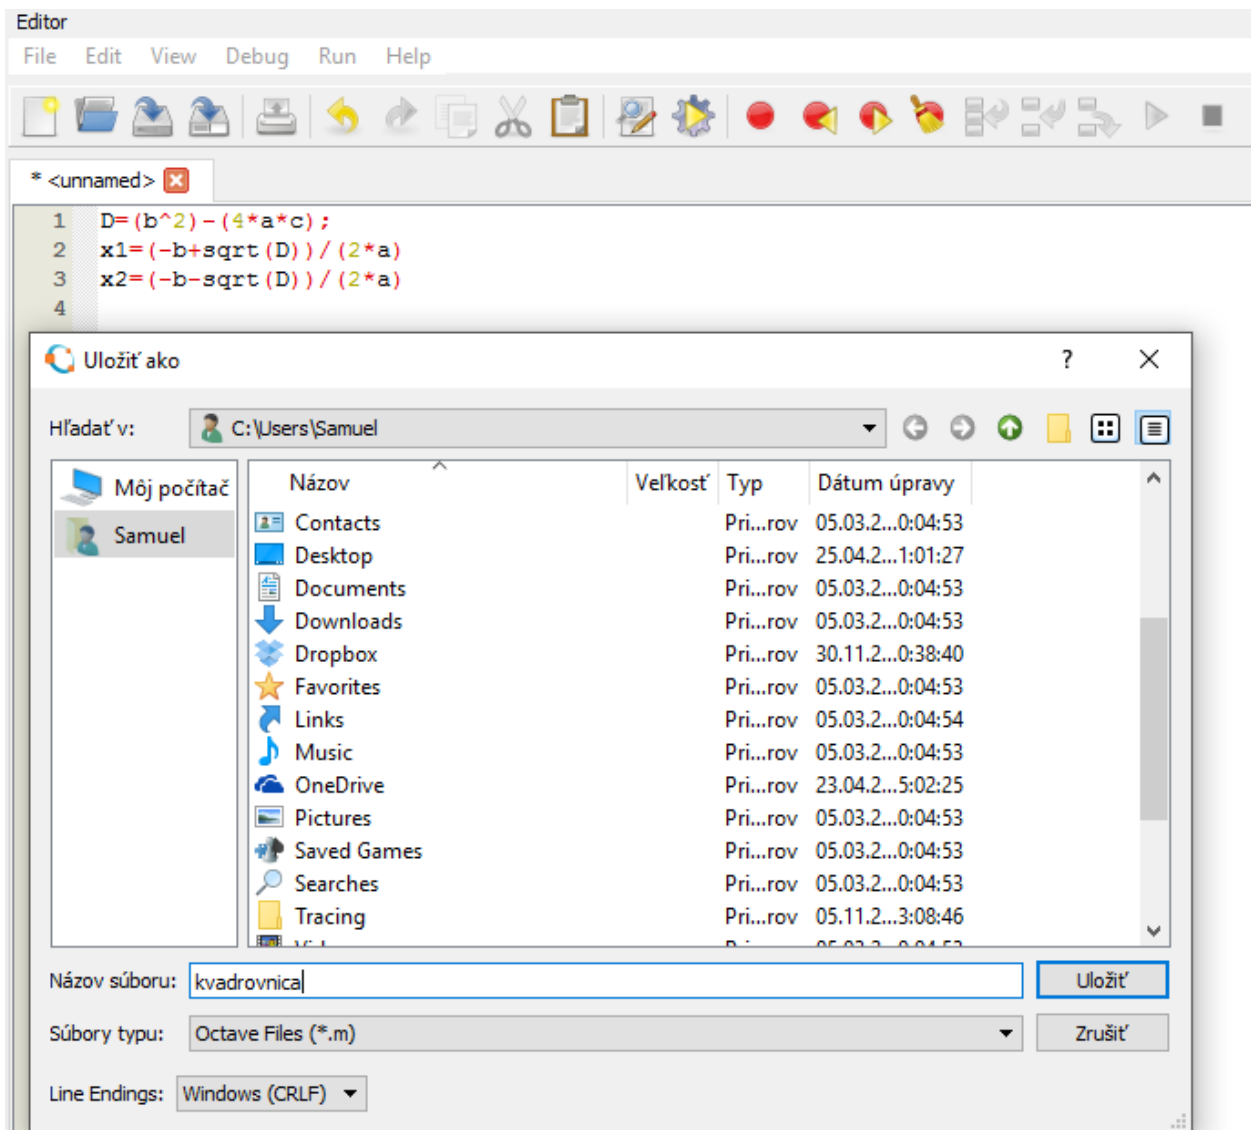 Editor
File Edit View Debug Run Help
* <unnamed>
1 D=(b^2)-(4*a*c);
2 x1=(-b+sqrt(D))/(2*a)
3 x2=(-b-sqrt(D))/(2*a)
4
Uložiť ako ?
Hľadať v: C:\Users\Samuel
Môj počítač
Samuel
Názov Veľkosť Typ Dátum úpravy
Contacts Pri...rov 05.03.2...0:04:53
Desktop Pri...rov 25.04.2...1:01:27
Documents Pri...rov 05.03.2...0:04:53
Downloads Pri...rov 05.03.2...0:04:53
Dropbox Pri...rov 30.11.2...0:38:40
Favorites Pri...rov 05.03.2...0:04:53
Links Pri...rov 05.03.2...0:04:54
Music Pri...rov 05.03.2...0:04:53
OneDrive Pri...rov 23.04.2...5:02:25
Pictures Pri...rov 05.03.2...0:04:53
Saved Games Pri...rov 05.03.2...0:04:53
Searches Pri...rov 05.03.2...0:04:53
Tracing Pri...rov 05.11.2...3:08:46
Názov súboru: kvadrovnica Uložiť
Súbory typu: Octave Files (*.m) Zrušiť
Line Endings: Windows (CRLF)